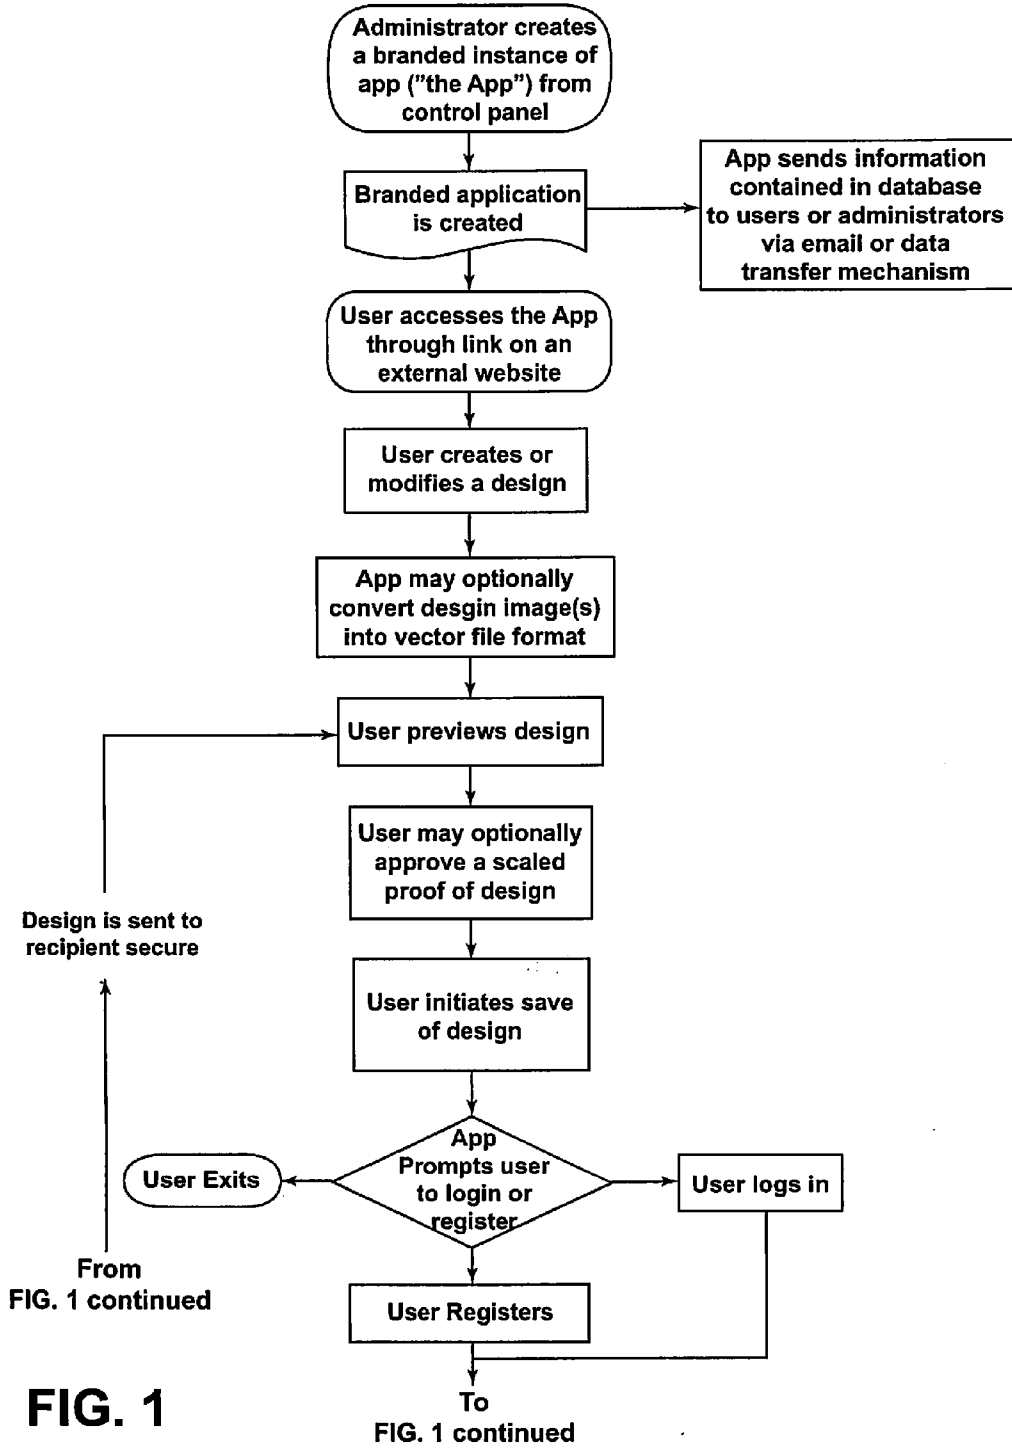 Administrator creates
a branded instance of
app ("the App") from
control panel
Branded application
is created
App sends information
contained in database
to users or administrators
via email or data
transfer mechanism
User accesses the App
through link on an
external website
User creates or
modifies a design
App may optionally
convert desgin image(s)
into vector file format
User previews design
User may optionally
approve a scaled
proof of design
Design is sent to
recipient secure
User initiates save
of design
App
Prompts user
to login or
register
User Exits
User logs in
From
FIG. 1 continued
User Registers
To
FIG. 1 continued
FIG. 1